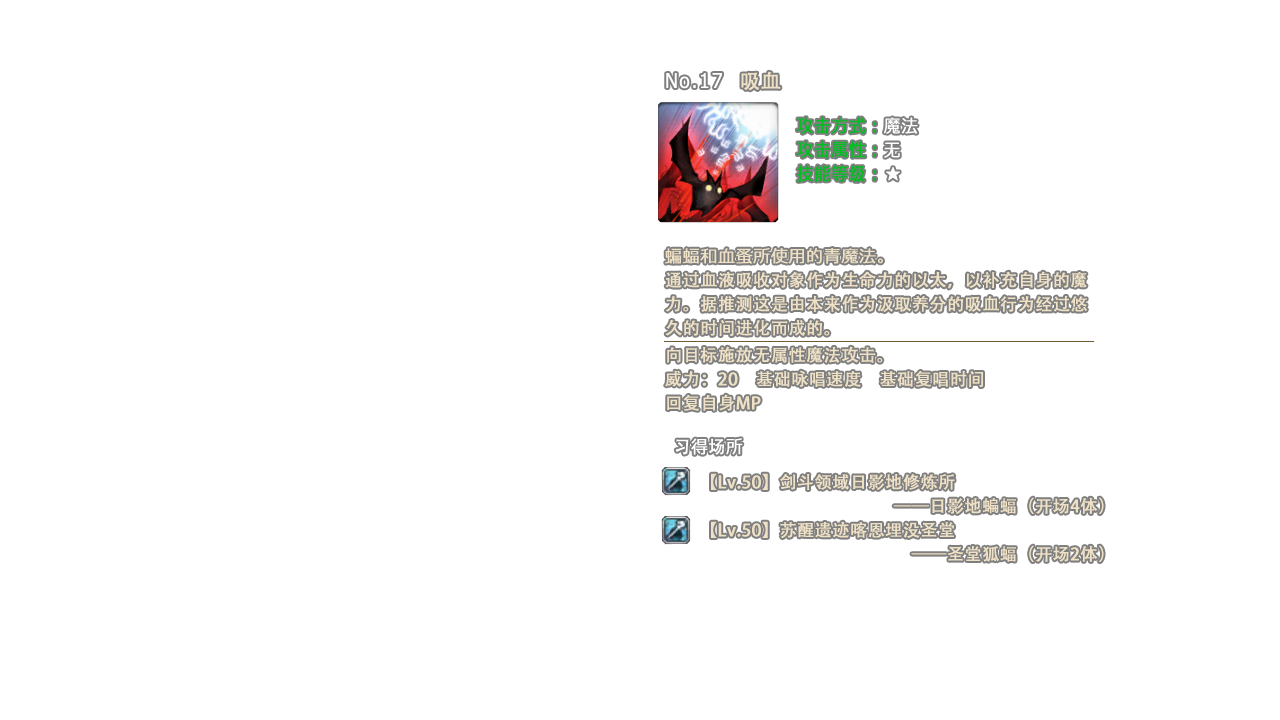 No.17 吸血
攻击方式：魔法
攻击属性：无
技能等级：☆
蝙蝠和血蚤所使用的青魔法。
通过血液吸收对象作为生命力的以太，以补充自身的魔
力。据推测这是由本来作为汲取养分的吸血行为经过悠
久的时间进化而成的。
向目标施放无属性魔法攻击。
威力：20 基础咏唱速度 基础复唱时间
回复自身MP
习得场所
【Lv.50】剑斗领域日影地修炼所
——日影地蝙蝠（开场4体）
【Lv.50】苏醒遗迹喀恩埋没圣堂
——圣堂狐蝠（开场2体）